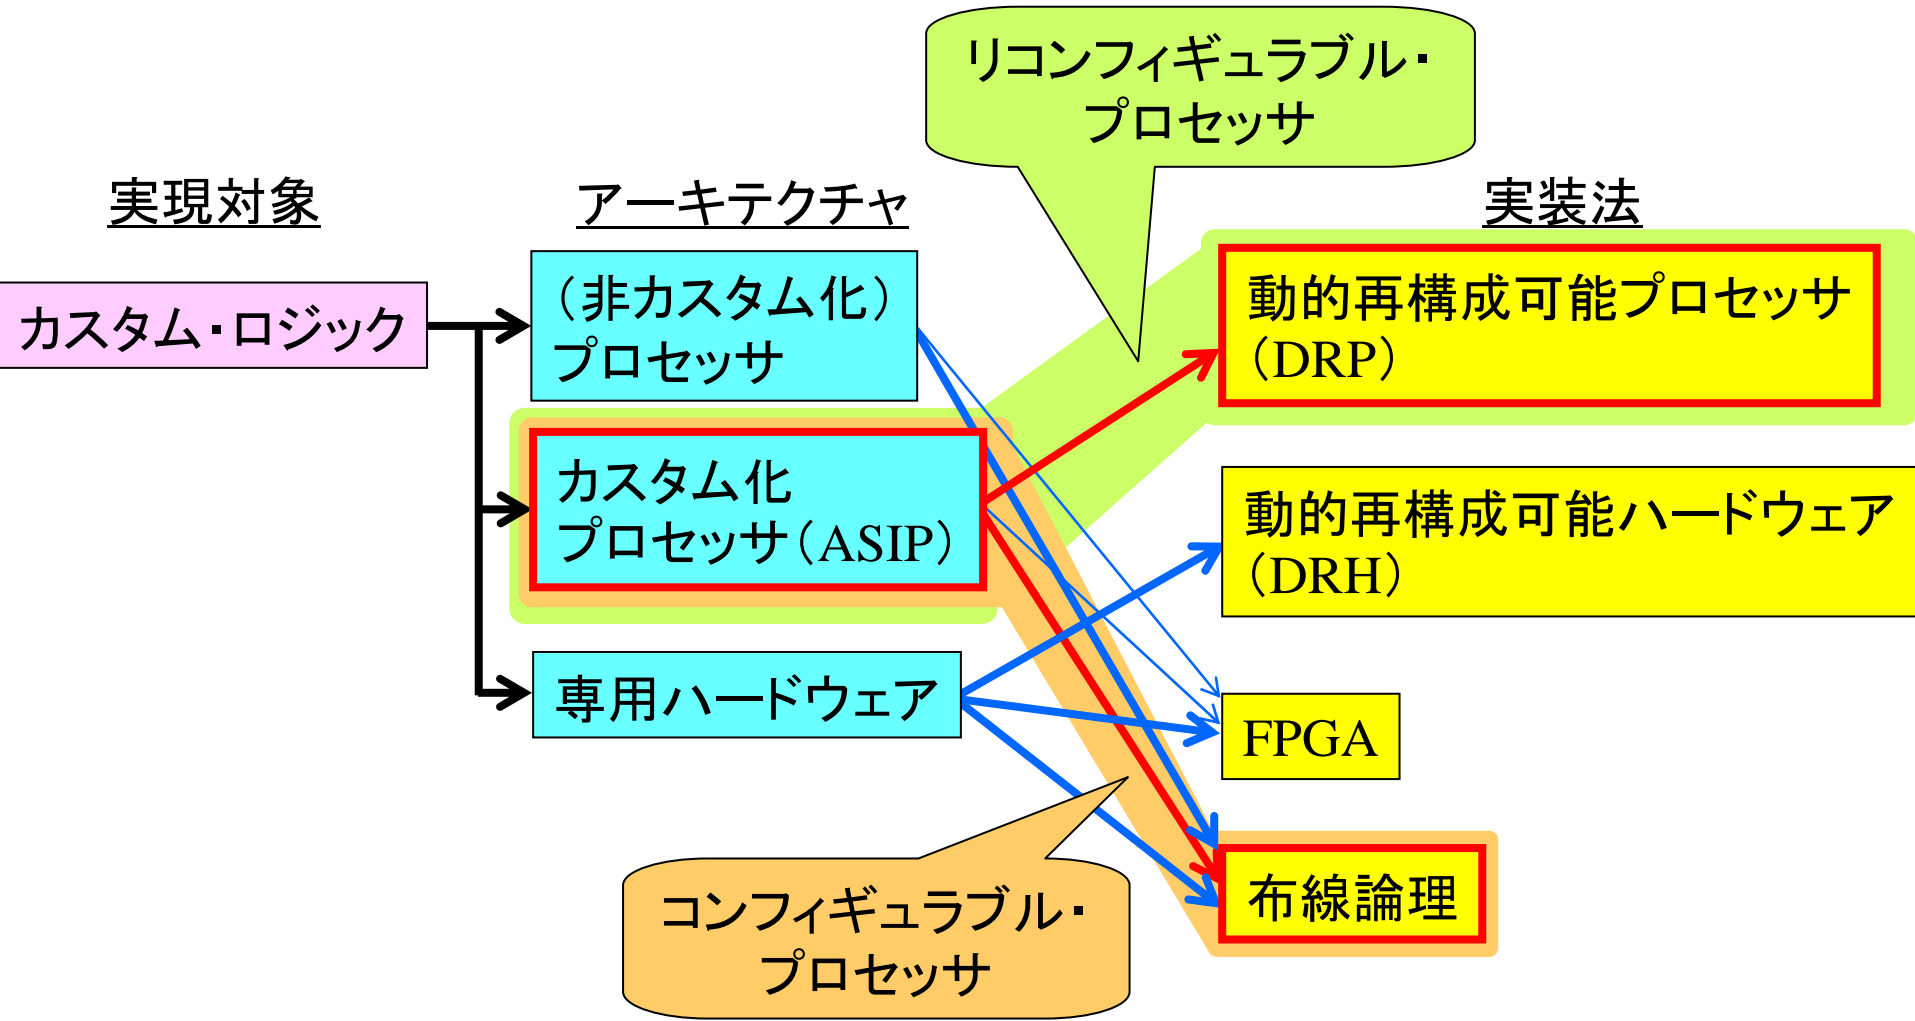 リコンフィギュラブル・
プロセッサ
実現対象
アーキテクチャ
実装法
カスタム・ロジック
（非カスタム化）
プロセッサ
カスタム化
プロセッサ（ASIP）
専用ハードウェア
動的再構成可能プロセッサ
（DRP）
動的再構成可能ハードウェア
（DRH）
FPGA
布線論理
コンフィギュラブル・
プロセッサ